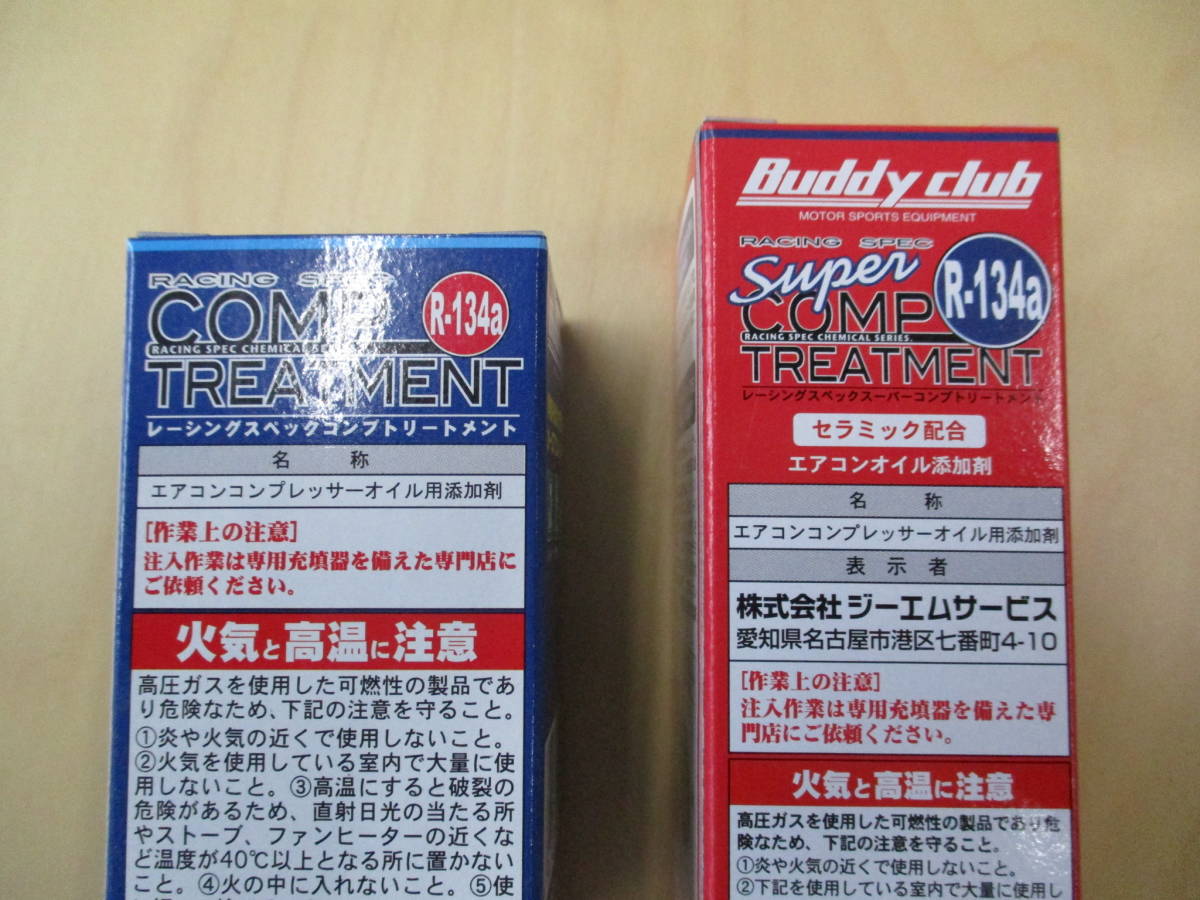 RACING SPEC
COMP
R-134a
RACING SPEC CHEMICAL SERIES.
TREATMENT
レーシングスペックコンプトリートメント
名 称
エアコンコンプレッサーオイル用添加剤
[作業上の注意]
注入作業は専用充填器を備えた専門店に
ご依頼ください。
火気と高温に注意
高圧ガスを使用した可燃性の製品であ
り危険なため、下記の注意を守ること。
①炎や火気の近くで使用しないこと。
②火気を使用している室内で大量に使
用しないこと。③高温にすると破裂の
危険があるため、直射日光の当たる所
やストーブ、ファンヒーターの近くな
ど温度が40℃以上となる所に置かない
こと。④火の中に入れないこと。⑤使
Buddy club
MOTOR SPORTS EQUIPMENT
RACING SPEC
Super
COMP
R-134a
RACING SPEC CHEMICAL SERIES.
TREATMENT
レーシングスペックスーパーコンプトリートメント
セラミック配合
エアコンオイル添加剤
名 称
エアコンコンプレッサーオイル用添加剤
表 示 者
株式会社 ジーエムサービス
愛知県名古屋市港区七番町4-10
[作業上の注意]
注入作業は専用充填器を備えた専
門店にご依頼ください。
火気と高温に注意
高圧ガスを使用した可燃性の製品であり危
険なため、下記の注意を守ること。
①炎や火気の近くで使用しないこと。
②下記を使用している室内で大量に使用し